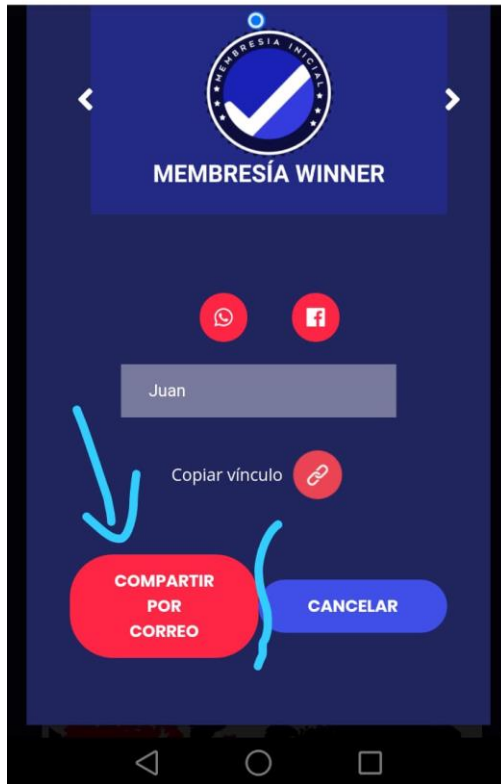 MEMBRESIA INICIAL
MEMBRESÍA WINNER
Juan
Copiar vínculo
COMPARTIR
POR
CORREO
CANCELAR